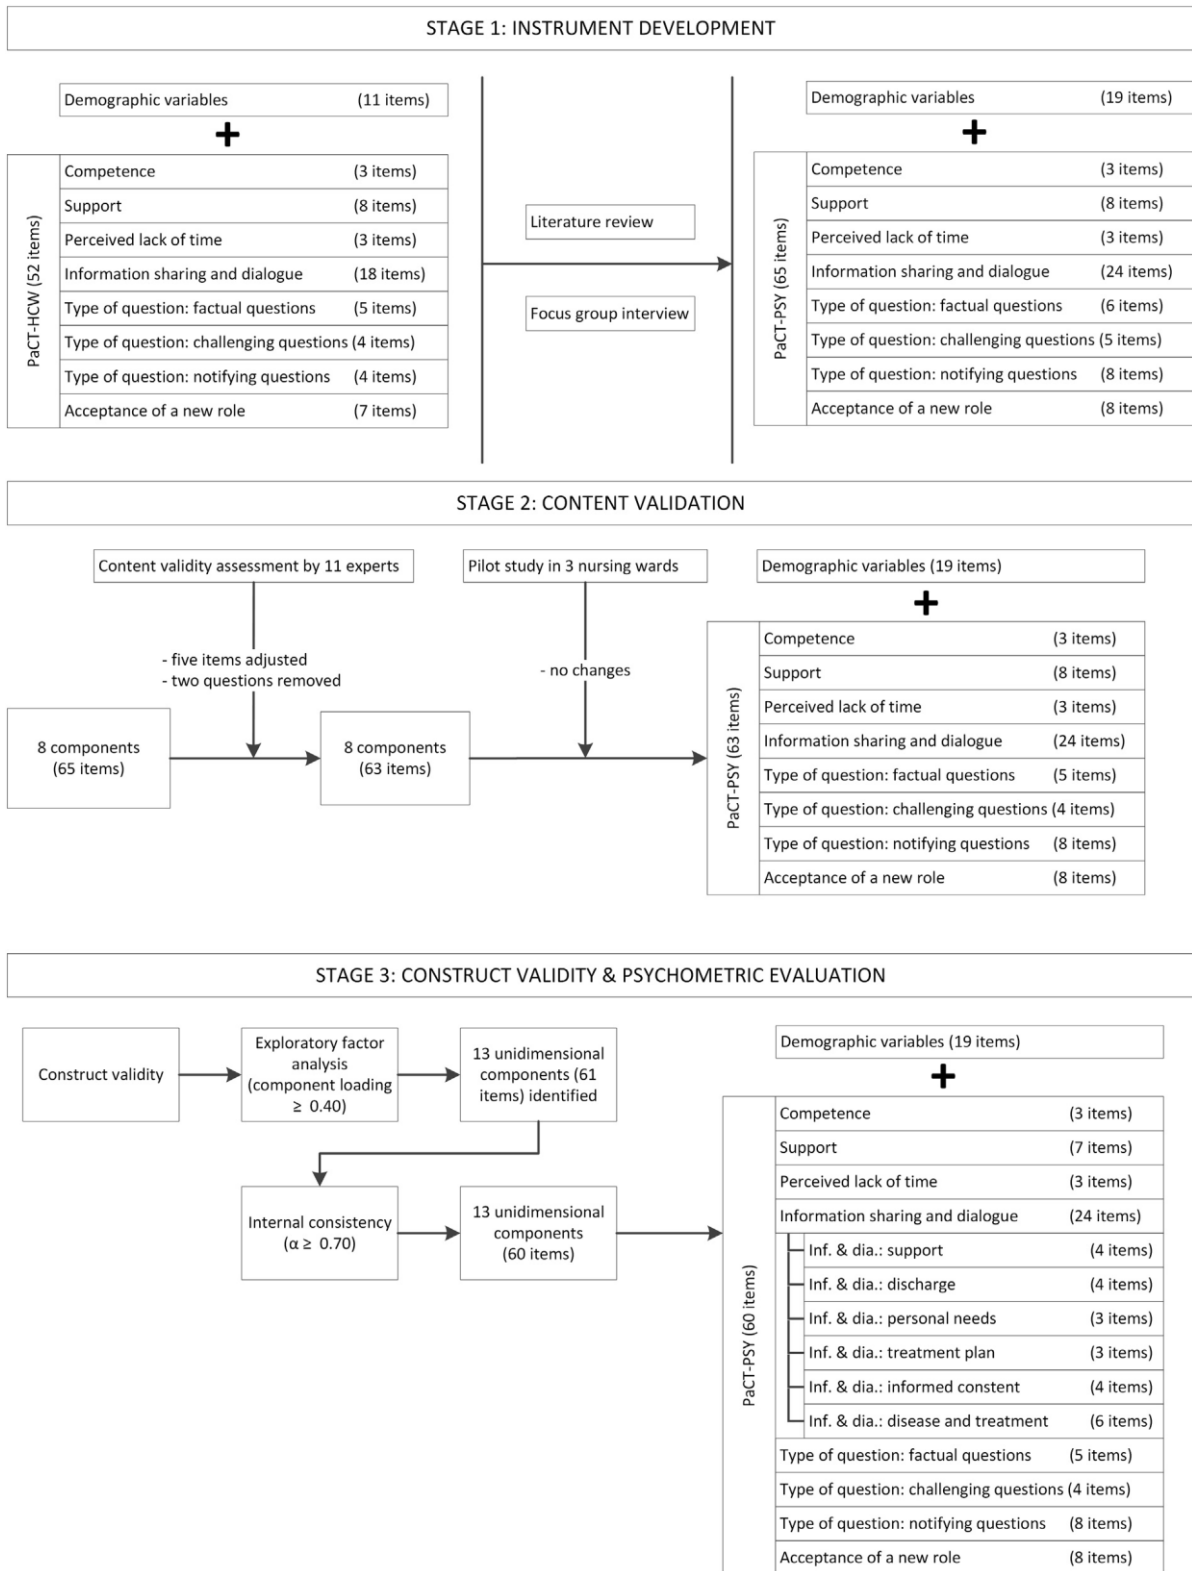 STAGE 1: INSTRUMENT DEVELOPMENT
Demographic variables (11 items)
+
PaCT-HCW (52 items)
Competence (3 items)
Support (8 items)
Perceived lack of time (3 items)
Information sharing and dialogue (18 items)
Type of question: factual questions (5 items)
Type of question: challenging questions (4 items)
Type of question: notifying questions (4 items)
Acceptance of a new role (7 items)
Literature review
Focus group interview
Demographic variables (19 items)
+
PaCT-PSY (65 items)
Competence (3 items)
Support (8 items)
Perceived lack of time (3 items)
Information sharing and dialogue (24 items)
Type of question: factual questions (6 items)
Type of question: challenging questions (5 items)
Type of question: notifying questions (8 items)
Acceptance of a new role (8 items)
STAGE 2: CONTENT VALIDATION
Content validity assessment by 11 experts
- five items adjusted
- two questions removed
8 components
(65 items)
8 components
(63 items)
Pilot study in 3 nursing wards
- no changes
Demographic variables (19 items)
+
PaCT-PSY (63 items)
Competence (3 items)
Support (8 items)
Perceived lack of time (3 items)
Information sharing and dialogue (24 items)
Type of question: factual questions (5 items)
Type of question: challenging questions (4 items)
Type of question: notifying questions (8 items)
Acceptance of a new role (8 items)
STAGE 3: CONSTRUCT VALIDITY & PSYCHOMETRIC EVALUATION
Construct validity
Exploratory factor
analysis
(component loading
≥ 0.40)
13 unidimensional
components (61
items) identified
Internal consistency
(α ≥ 0.70)
13 unidimensional
components
(60 items)
Demographic variables (19 items)
+
PaCT-PSY (60 items)
Competence (3 items)
Support (7 items)
Perceived lack of time (3 items)
Information sharing and dialogue (24 items)
Inf. & dia.: support (4 items)
Inf. & dia.: discharge (4 items)
Inf. & dia.: personal needs (3 items)
Inf. & dia.: treatment plan (3 items)
Inf. & dia.: informed constent (4 items)
Inf. & dia.: disease and treatment (6 items)
Type of question: factual questions (5 items)
Type of question: challenging questions (4 items)
Type of question: notifying questions (8 items)
Acceptance of a new role (8 items)